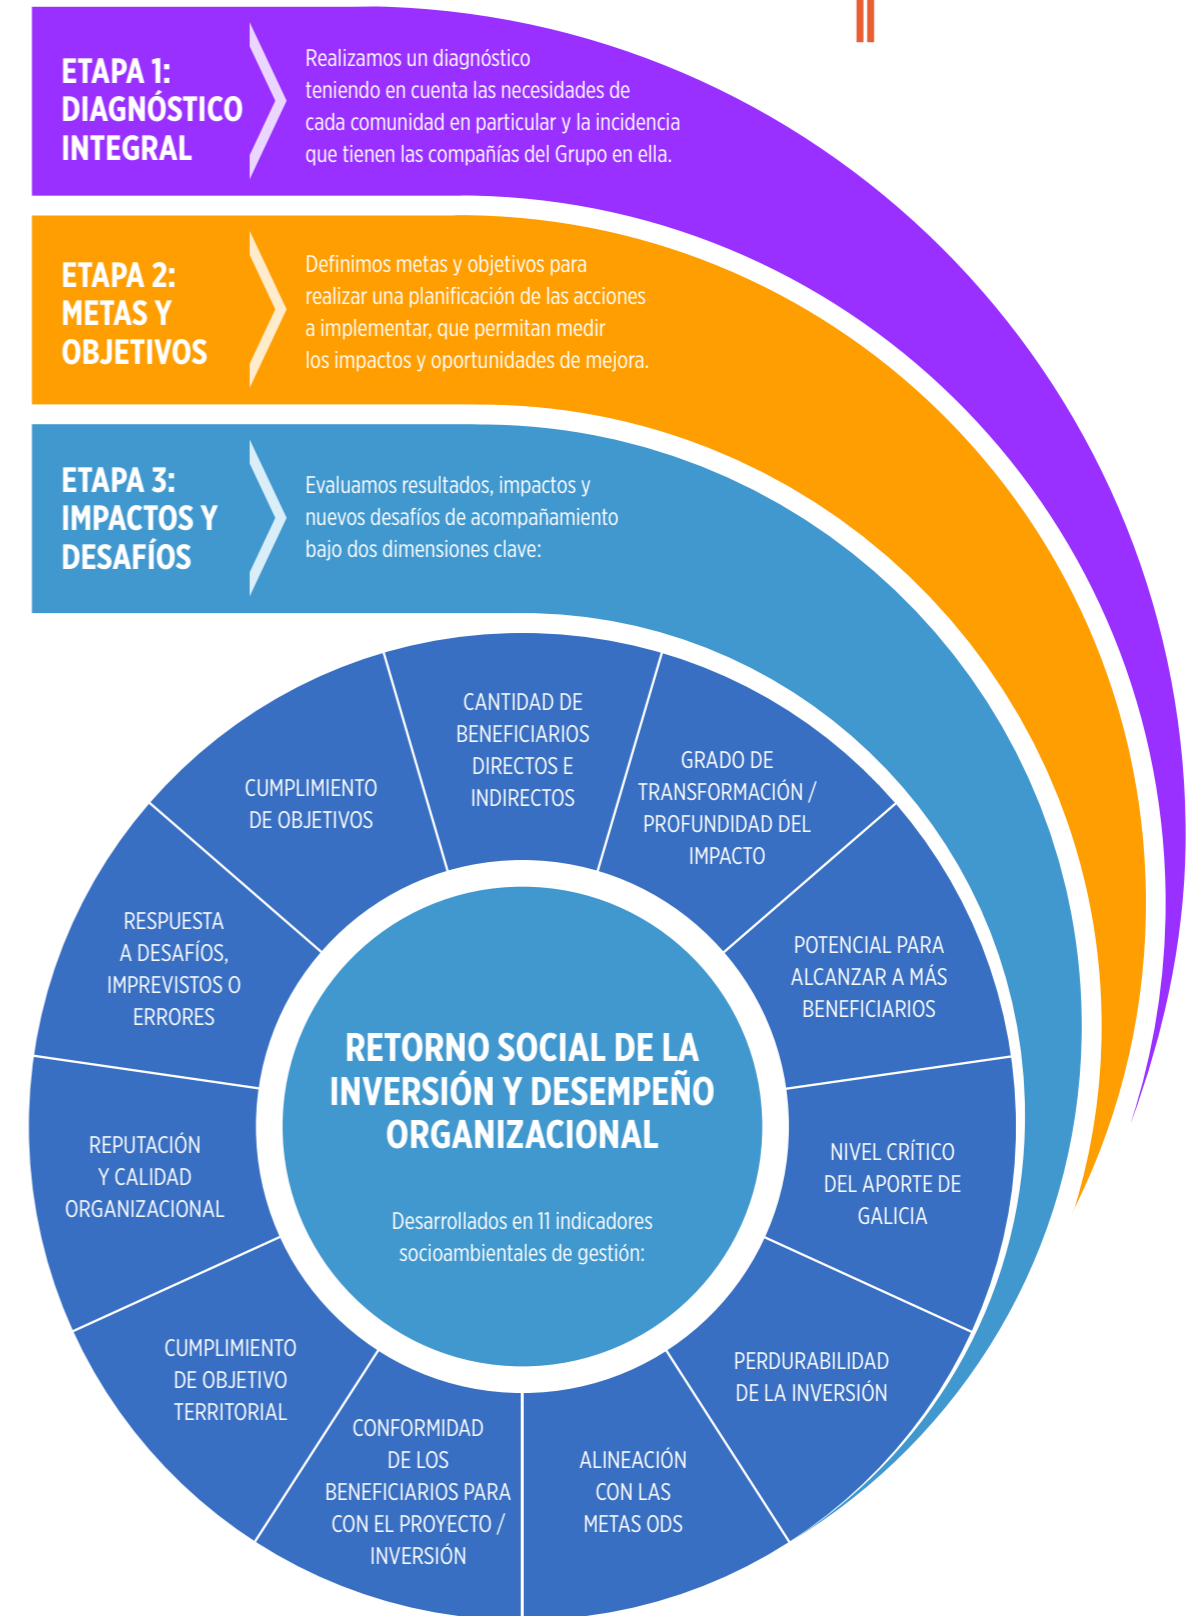 ETAPA 1:
DIAGNÓSTICO
INTEGRAL
Realizamos un diagnóstico
teniendo en cuenta las necesidades de
cada comunidad en particular y la incidencia
que tienen las compañías del Grupo en ella.
ETAPA 2:
METAS Y
OBJETIVOS
Definimos metas y objetivos para
realizar una planificación de las acciones
a implementar, que permitan medir
los impactos y oportunidades de mejora.
ETAPA 3:
IMPACTOS Y
DESAFÍOS
Evaluamos resultados, impactos y
nuevos desafíos de acompañamiento
bajo dos dimensiones clave:
RETORNO SOCIAL DE LA
INVERSIÓN Y DESEMPEÑO
ORGANIZACIONAL
Desarrollados en 11 indicadores
socioambientales de gestión:
CANTIDAD DE
BENEFICIARIOS
DIRECTOS E
INDIRECTOS
GRADO DE
TRANSFORMACIÓN /
PROFUNDIDAD DEL
IMPACTO
POTENCIAL PARA
ALCANZAR A MÁS
BENEFICIARIOS
NIVEL CRÍTICO
DEL APORTE DE
GALICIA
PERDURABILIDAD
DE LA INVERSIÓN
ALINEACIÓN
CON LAS
METAS ODS
CONFORMIDAD
DE LOS
BENEFICIARIOS PARA
CON EL PROYECTO /
INVERSIÓN
CUMPLIMIENTO
DE OBJETIVO
TERRITORIAL
REPUTACIÓN
Y CALIDAD
ORGANIZACIONAL
RESPUESTA
A DESAFÍOS,
IMPREVISTOS O
ERRORES
CUMPLIMIENTO
DE OBJETIVOS